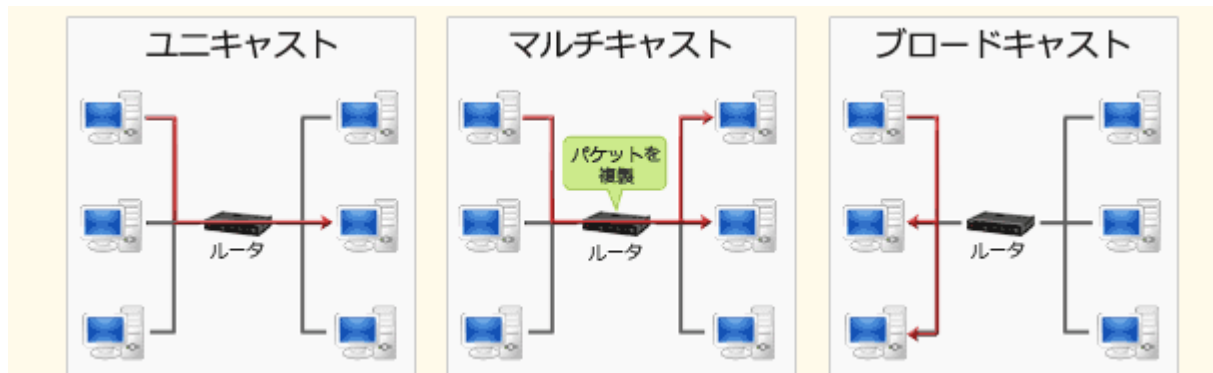 ユニキャスト
ルータ
マルチキャスト
パケットを
複製
ルータ
ブロードキャスト
ルータ